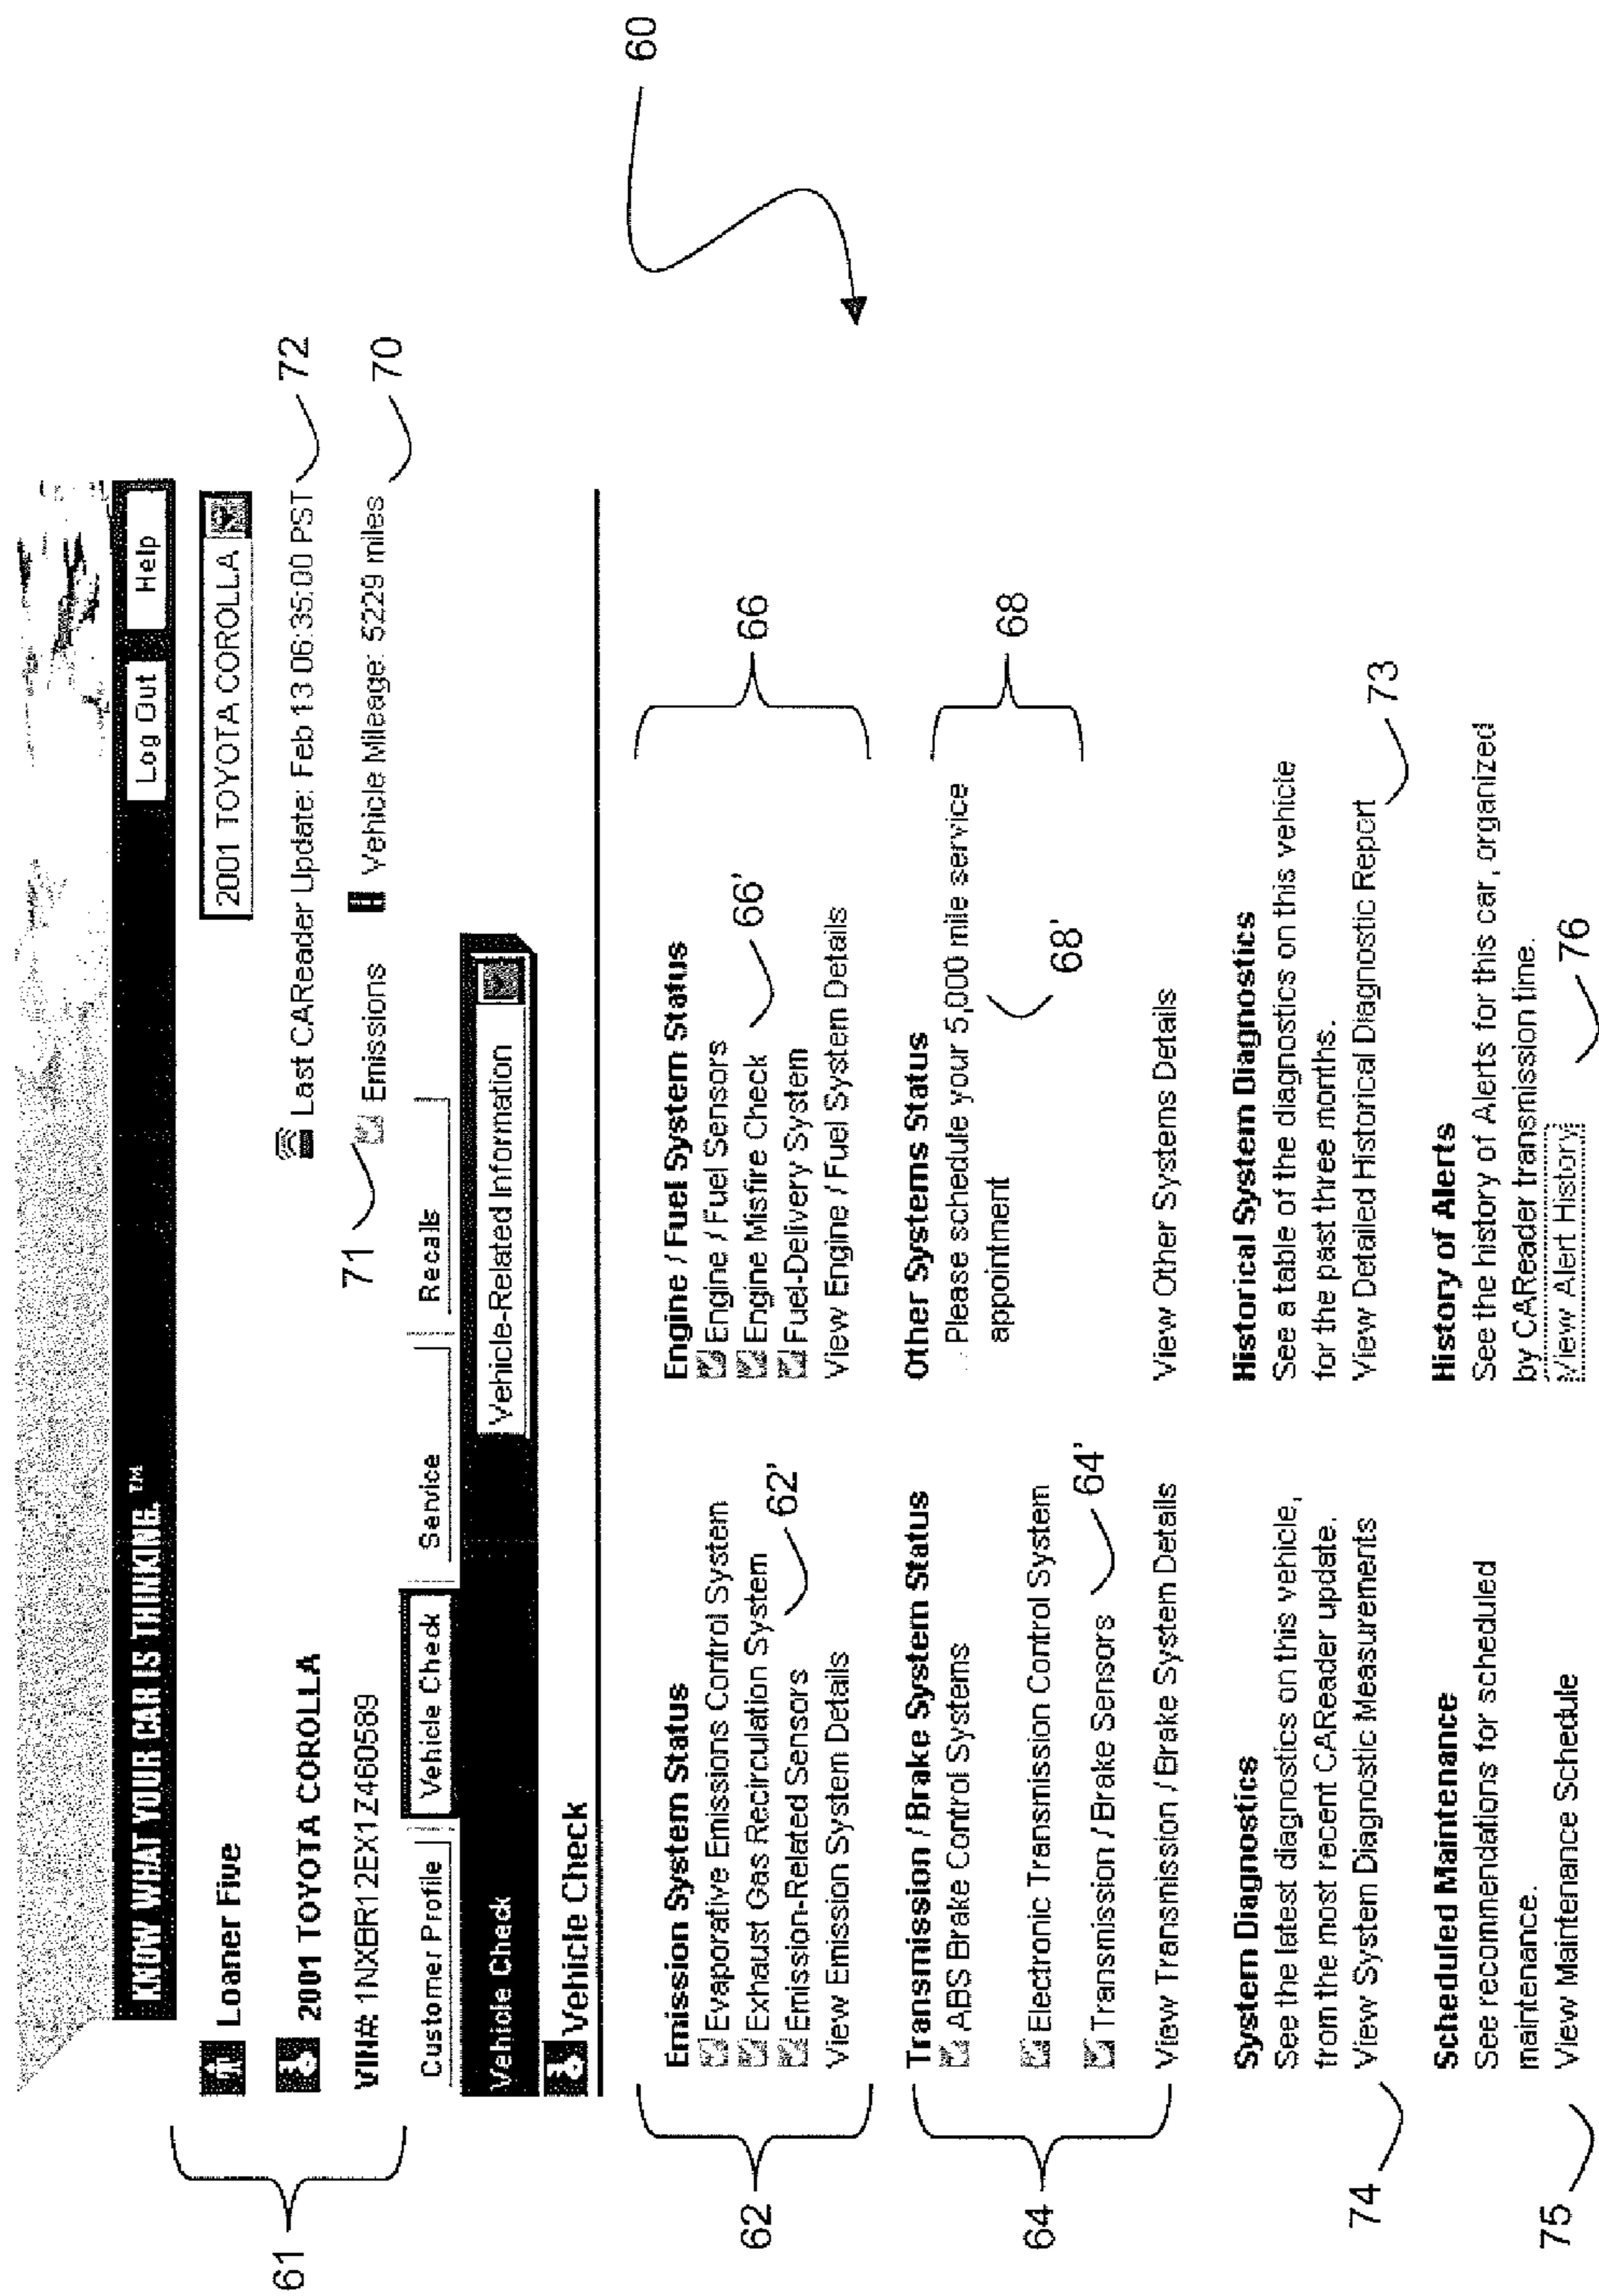 KNOW WHAT YOUR CAR IS THINKING.™
Log Out Help
Loaner Five
2001 TOYOTA COROLLA
61
2001 TOYOTA COROLLA
Last CAReader Update: Feb 13 06:35:00 PST
72
VIN#: 1NXBR12EX1Z460589
71
Emissions
Vehicle Mileage: 5229 miles
70
Customer Profile Vehicle Check Service Recalls
Vehicle Check
Vehicle-Related Information
Vehicle Check
60
62
Emission System Status
Evaporative Emissions Control System
Exhaust Gas Recirculation System
62'
Emission-Related Sensors
View Emission System Details
Engine / Fuel System Status
Engine / Fuel Sensors
Engine Misfire Check
66'
Fuel-Delivery System
View Engine / Fuel System Details
66
64
Transmission / Brake System Status
ABS Brake Control Systems
Electronic Transmission Control System
Transmission / Brake Sensors
64'
View Transmission / Brake System Details
Other Systems Status
Please schedule your 5,000 mile service
appointment
68'
68
View Other Systems Details
System Diagnostics
See the latest diagnostics on this vehicle,
from the most recent CAReader update.
View System Diagnostic Measurements
74
Historical System Diagnostics
See a table of the diagnostics on this vehicle
for the past three months.
View Detailed Historical Diagnostic Report
73
Scheduled Maintenance
See recommendations for scheduled
maintenance.
View Maintenance Schedule
75
History of Alerts
See the history of Alerts for this car, organized
by CAReader transmission time.
View Alert History
76